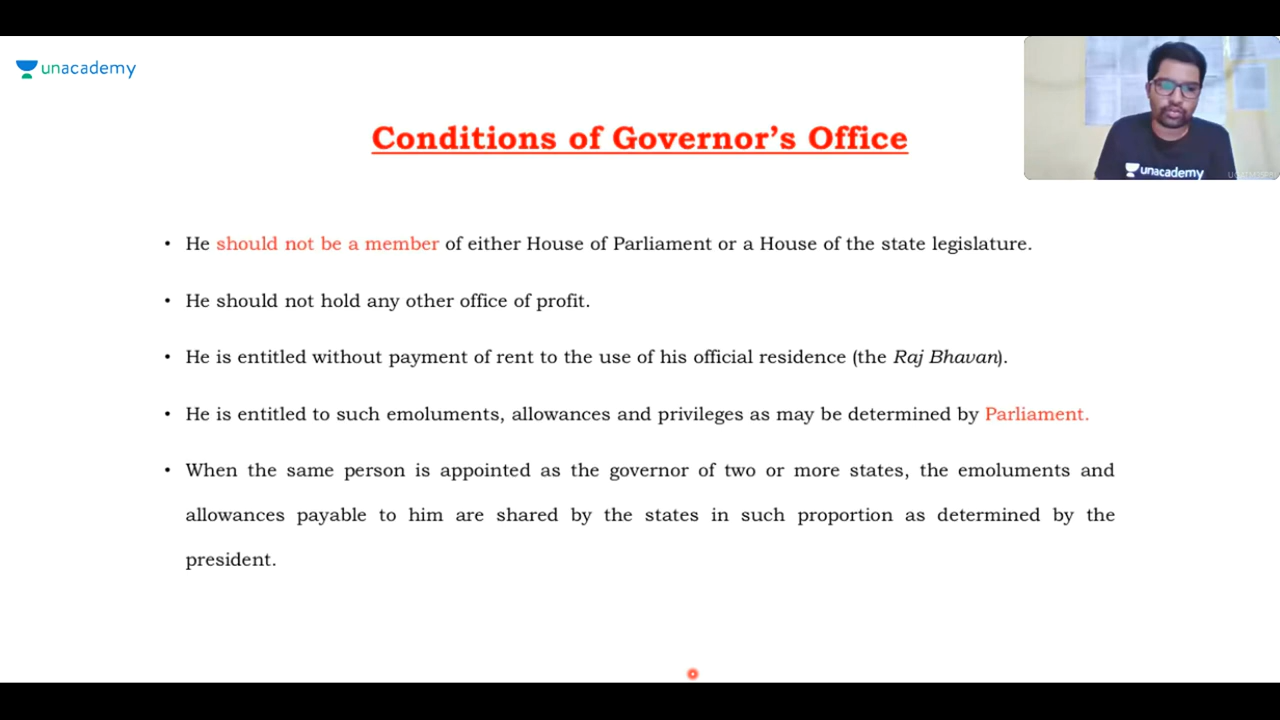 unacademy
Conditions of Governor's Office
unacademy
• He should not be a member of either House of Parliament or a House of the state legislature.
• He should not hold any other office of profit.
• He is entitled without payment of rent to the use of his official residence (the Raj Bhavan).
• He is entitled to such emoluments, allowances and privileges as may be determined by Parliament.
• When the same person is appointed as the governor of two or more states, the emoluments and
allowances payable to him are shared by the states in such proportion as determined by the
president.